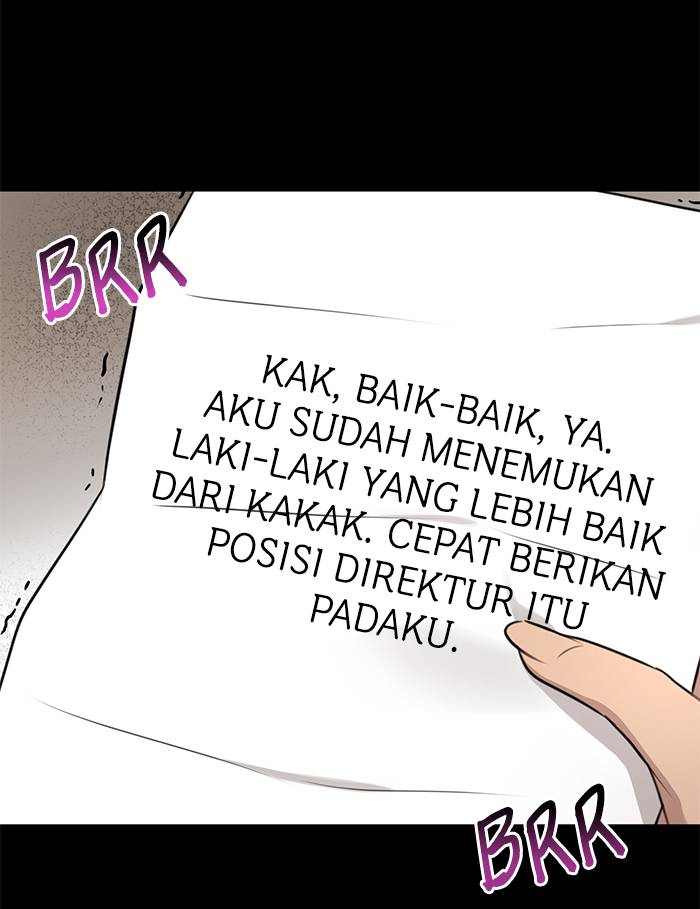 BRR
KAK, BAIK-BAIK, YA.
AKU SUDAH MENEMUKAN
LAKI-LAKI YANG LEBIH BAIK
DARI KAKAK. CEPAT BERIKAN
POSISI DIREKTUR ITU
PADAKU.
BRR